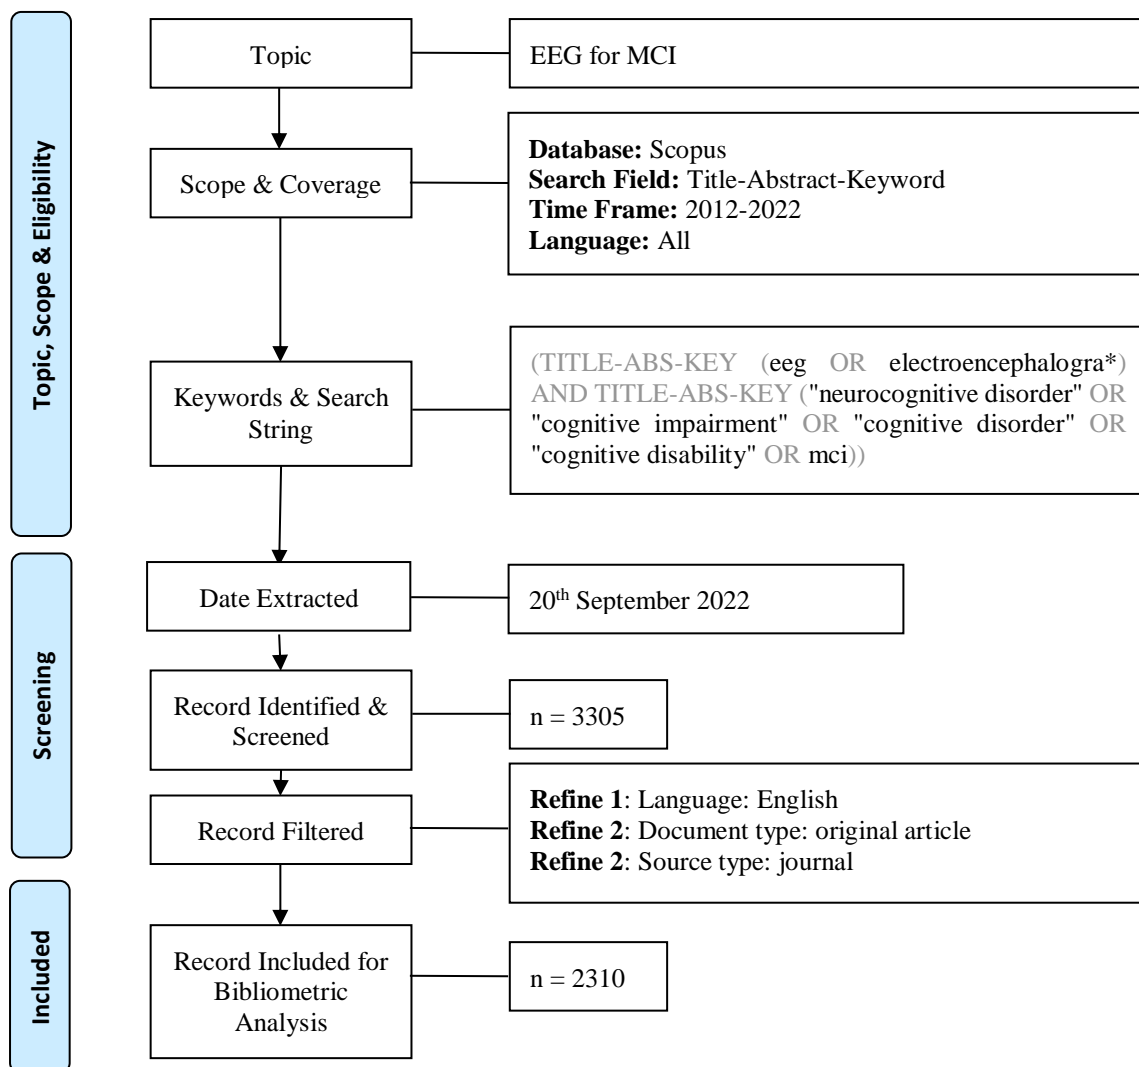 Topic, Scope & Eligibility
Topic
EEG for MCI
Scope & Coverage
Database: Scopus
Search Field: Title-Abstract-Keyword
Time Frame: 2012-2022
Language: All
Keywords & Search
String
(TITLE-ABS-KEY (eeg OR electroencephalogra*)
AND TITLE-ABS-KEY ("neurocognitive disorder" OR
"cognitive impairment" OR "cognitive disorder" OR
"cognitive disability" OR mci))
Screening
Date Extracted
20th September 2022
Record Identified &
Screened
n = 3305
Record Filtered
Refine 1: Language: English
Refine 2: Document type: original article
Refine 2: Source type: journal
Included
Record Included for
Bibliometric
Analysis
n = 2310